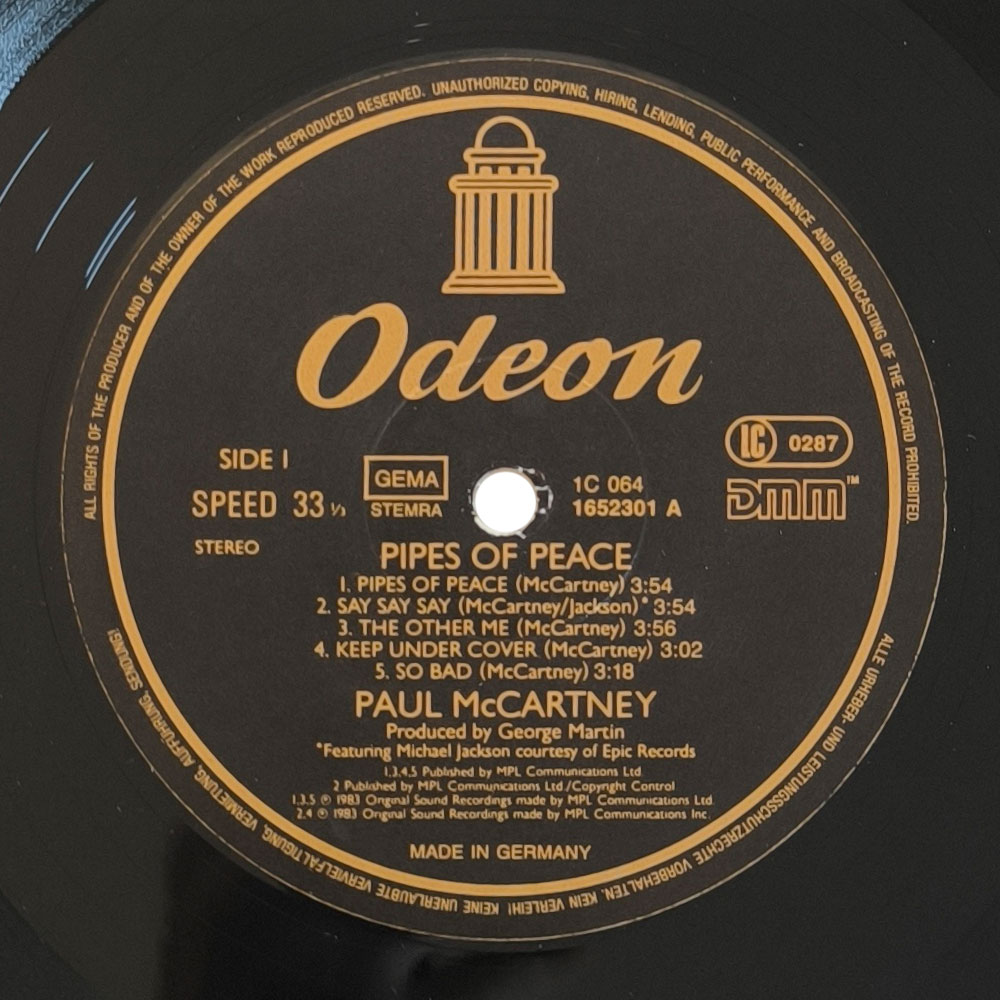 ALL RIGHTS OF THE PRODUCER AND OF THE OWNER OF THE WORK REPRODUCED RESERVED. UNAUTHORIZED COPYING, HIRING, LENDING, PUBLIC PERFORMANCE AND BROADCASTING OF THE RECORD PROHIBITED.
Odeon
SIDE 1
SPEED 33 ⅓
STEREO
GEMA
STEMRA
1C 064
1652301 A
LC 0287
DMM™
PIPES OF PEACE
1. PIPES OF PEACE (McCartney) 3:54
2. SAY SAY SAY (McCartney/Jackson)* 3:54
3. THE OTHER ME (McCartney) 3:56
4. KEEP UNDER COVER (McCartney) 3:02
5. SO BAD (McCartney) 3:18
PAUL McCARTNEY
Produced by George Martin
*Featuring Michael Jackson courtesy of Epic Records
1,3,4,5 Published by MPL Communications Ltd
2 Published by MPL Communications Ltd/Copyright Control
1,3,5 ℗ 1983 Original Sound Recordings made by MPL Communications Ltd.
2,4 ℗ 1983 Original Sound Recordings made by MPL Communications Inc.
MADE IN GERMANY
ALLE URHEBER- UND LEISTUNGSSCHUTZRECHTE VORBEHALTEN. KEIN VERLEIH! KEINE UNERLAUBTE VERVIELFÄLTIGUNG, VERMIETUNG, AUFFÜHRUNG, SENDUNG!